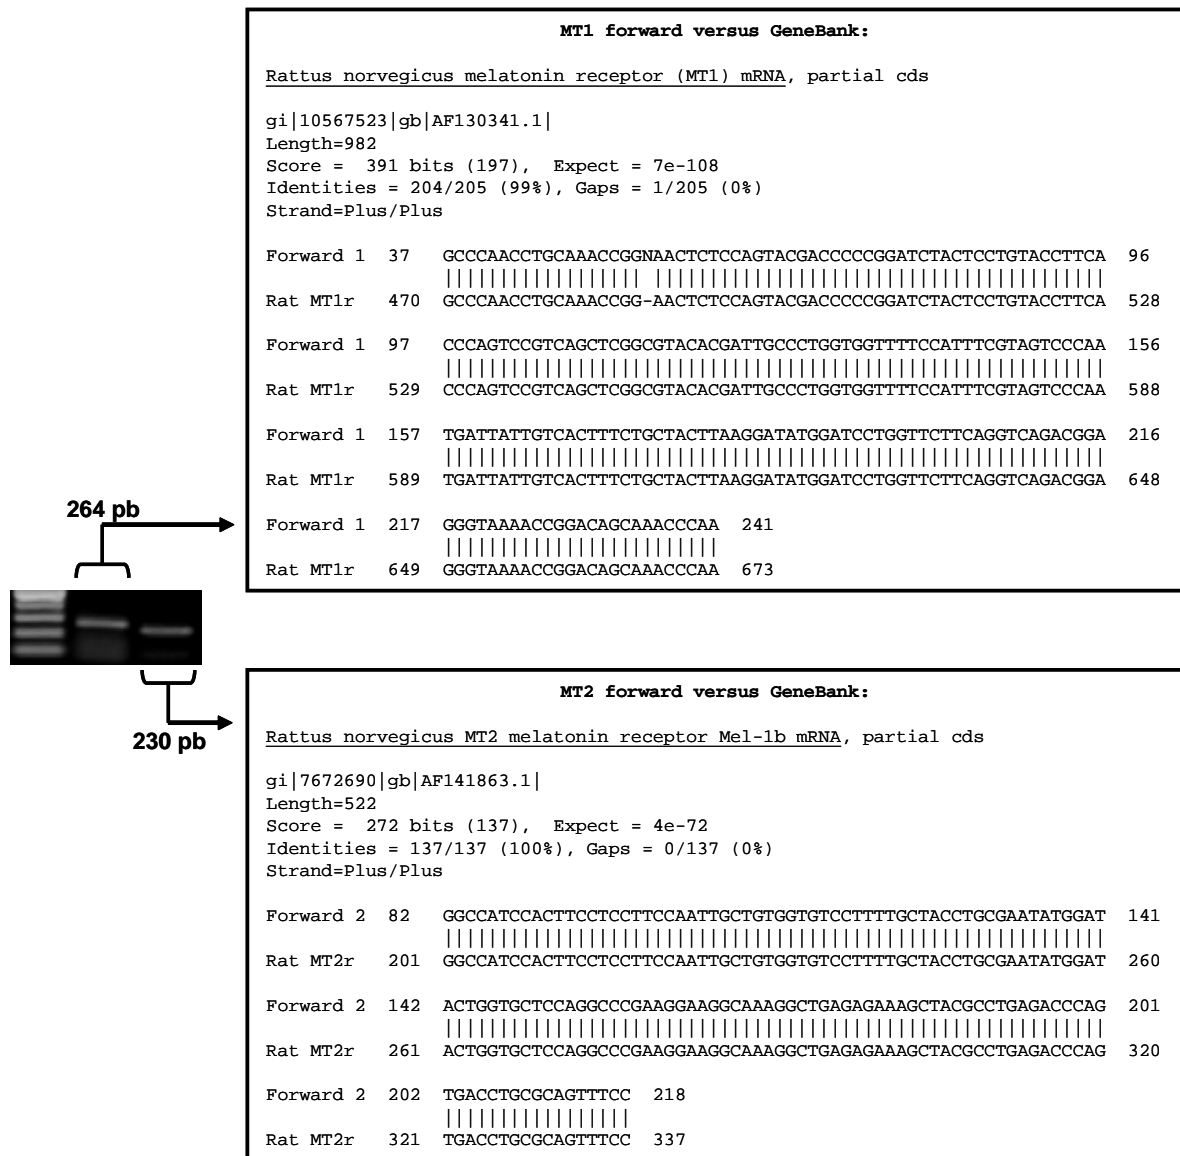 MT1 forward versus GeneBank:
Rattus norvegicus melatonin receptor (MT1) mRNA, partial cds
gi|10567523|gb|AF130341.1|
Length=982
Score =  391 bits (197),  Expect = 7e-108
Identities = 204/205 (99%), Gaps = 1/205 (0%)
Strand=Plus/Plus
Forward 1  37   GCCCAACCTGCAAACCGGNAACTCTCCAGTACGACCCCCGGATCTACTCCTGTACCTTCA  96
|||||||||||||||||| |||||||||||||||||||||||||||||||||||||||||
Rat MT1r   470  GCCCAACCTGCAAACCGG-AACTCTCCAGTACGACCCCCGGATCTACTCCTGTACCTTCA  528
Forward 1  97   CCCAGTCCGTCAGCTCGGCGTACACGATTGCCCTGGTGGTTTTCCATTTCGTAGTCCCAA  156
||||||||||||||||||||||||||||||||||||||||||||||||||||||||||||
Rat MT1r   529  CCCAGTCCGTCAGCTCGGCGTACACGATTGCCCTGGTGGTTTTCCATTTCGTAGTCCCAA  588
Forward 1  157  TGATTATTGTCACTTTCTGCTACTTAAGGATATGGATCCTGGTTCTTCAGGTCAGACGGA  216
||||||||||||||||||||||||||||||||||||||||||||||||||||||||||||
Rat MT1r   589  TGATTATTGTCACTTTCTGCTACTTAAGGATATGGATCCTGGTTCTTCAGGTCAGACGGA  648
264 pb
Forward 1  217  GGGTAAAACCGGACAGCAAACCCAA  241
|||||||||||||||||||||||||
Rat MT1r   649  GGGTAAAACCGGACAGCAAACCCAA  673
MT2 forward versus GeneBank:
230 pb
Rattus norvegicus MT2 melatonin receptor Mel-1b mRNA, partial cds
gi|7672690|gb|AF141863.1|
Length=522
Score =  272 bits (137),  Expect = 4e-72
Identities = 137/137 (100%), Gaps = 0/137 (0%)
Strand=Plus/Plus
Forward 2  82   GGCCATCCACTTCCTCCTTCCAATTGCTGTGGTGTCCTTTTGCTACCTGCGAATATGGAT  141
||||||||||||||||||||||||||||||||||||||||||||||||||||||||||||
Rat MT2r   201  GGCCATCCACTTCCTCCTTCCAATTGCTGTGGTGTCCTTTTGCTACCTGCGAATATGGAT  260
Forward 2  142  ACTGGTGCTCCAGGCCCGAAGGAAGGCAAAGGCTGAGAGAAAGCTACGCCTGAGACCCAG  201
||||||||||||||||||||||||||||||||||||||||||||||||||||||||||||
Rat MT2r   261  ACTGGTGCTCCAGGCCCGAAGGAAGGCAAAGGCTGAGAGAAAGCTACGCCTGAGACCCAG  320
Forward 2  202  TGACCTGCGCAGTTTCC  218
|||||||||||||||||
Rat MT2r   321  TGACCTGCGCAGTTTCC  337